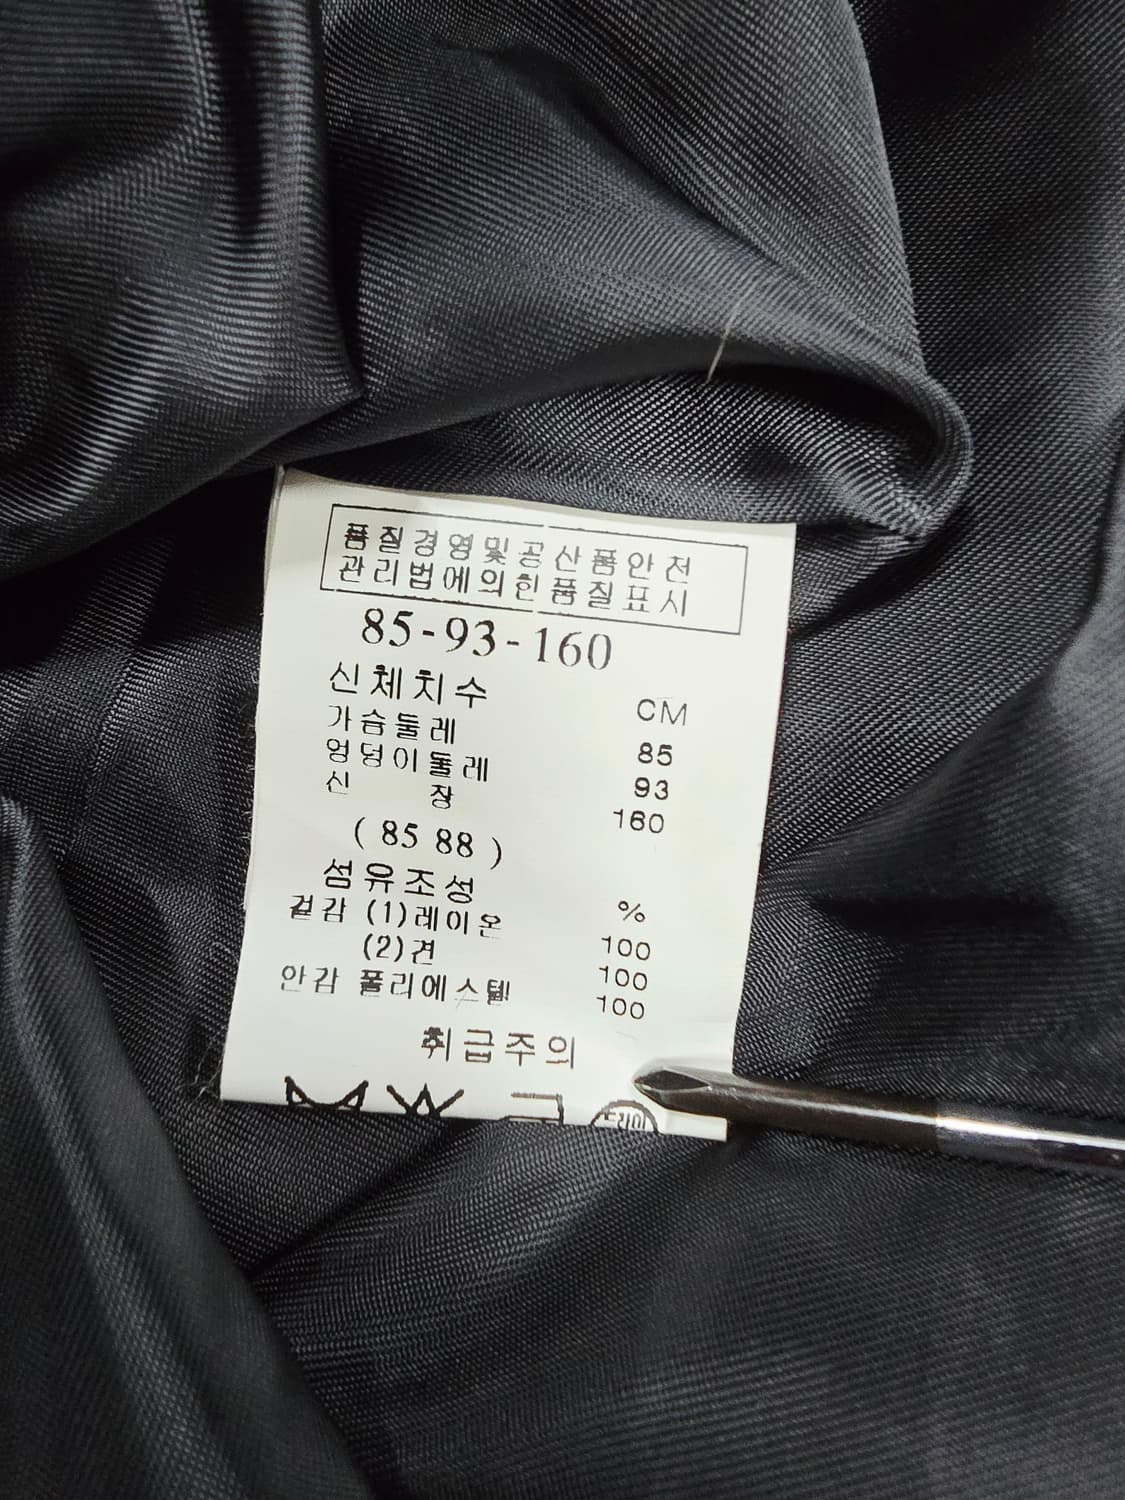 품질경영및공산품안전
관리법에의한품질표시
85-93-160
신체치수 CM
가슴둘레 85
엉덩이둘레 93
신 장 160
( 85 88 )
섬유조성 %
겉감 (1)레이온 100
(2)견 100
안감 폴리에스텔 100
취급주의
드라이